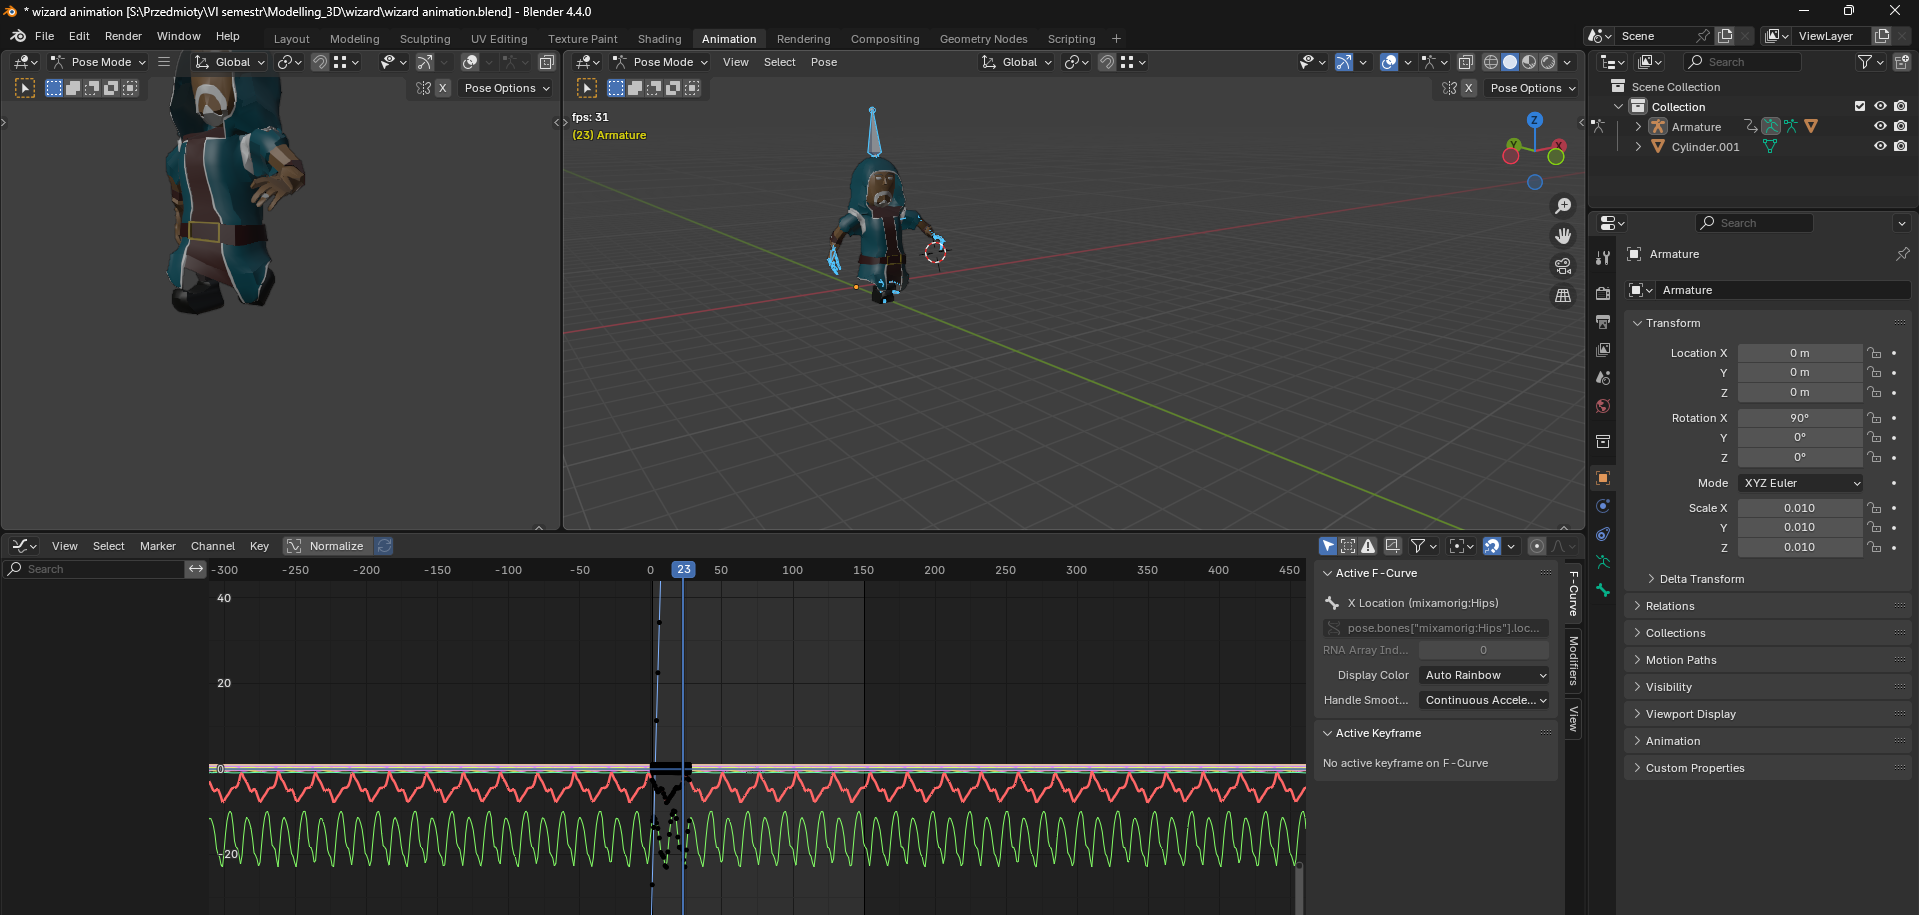 * wizard animation [S:\Przedmioty\VI semestr\Modelling_3D\wizard\wizard animation.blend] - Blender 4.4.0
File Edit Render Window Help Layout Modeling Sculpting UV Editing Texture Paint Shading Animation Rendering Compositing Geometry Nodes Scripting +
Scene
ViewLayer
Pose Mode Global
X Pose Options
Pose Mode View Select Pose Global
X Pose Options
fps: 31
(23) Armature
Z
Y
X
Search
Scene Collection
Collection
Armature
Cylinder.001
Search
Armature
Armature
Transform
Location X 0 m
Y 0 m
Z 0 m
Rotation X 90°
Y 0°
Z 0°
Mode XYZ Euler
Scale X 0.010
Y 0.010
Z 0.010
Delta Transform
Relations
Collections
Motion Paths
Visibility
Viewport Display
Animation
Custom Properties
View Select Marker Channel Key Normalize
Search
-300 -250 -200 -150 -100 -50 0 23 50 100 150 200 250 300 350 400 450
40
20
0
-20
Active F-Curve
X Location (mixamorig:Hips)
pose.bones["mixamorig:Hips"].loc...
RNA Array Ind... 0
Display Color Auto Rainbow
Handle Smoot... Continuous Accele...
Active Keyframe
No active keyframe on F-Curve
F-Curve
Modifiers
View